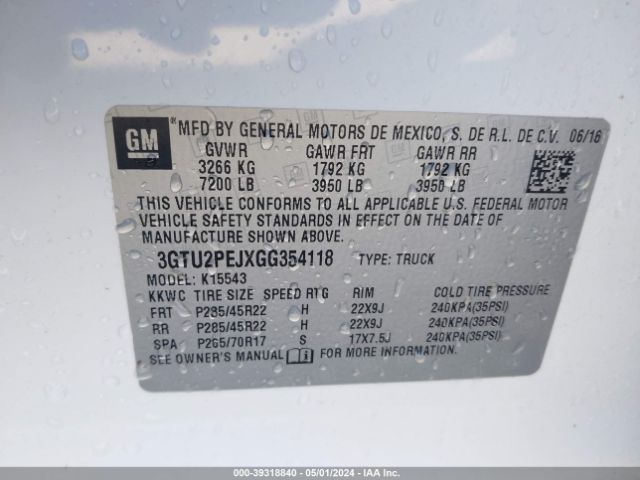 GM
MFD BY GENERAL MOTORS DE MEXICO, S. DE R.L. DE C.V. 06/16
GVWR GAWR FRT GAWR RR
3266 KG 1792 KG 1792 KG
7200 LB 3950 LB 3950 LB
THIS VEHICLE CONFORMS TO ALL APPLICABLE U.S. FEDERAL MOTOR
VEHICLE SAFETY STANDARDS IN EFFECT ON THE DATE OF
MANUFACTURE SHOWN ABOVE.
3GTU2PEJXGG354118 TYPE: TRUCK
MODEL: K15543
KKWC TIRE SIZE SPEED RTG RIM COLD TIRE PRESSURE
FRT P285/45R22 H 22X9J 240KPA(35PSI)
RR P285/45R22 H 22X9J 240KPA(35PSI)
SPA P265/70R17 S 17X7.5J 240KPA(35PSI)
SEE OWNER'S MANUAL FOR MORE INFORMATION.
000-39318840 - 05/01/2024 - IAAI.COM